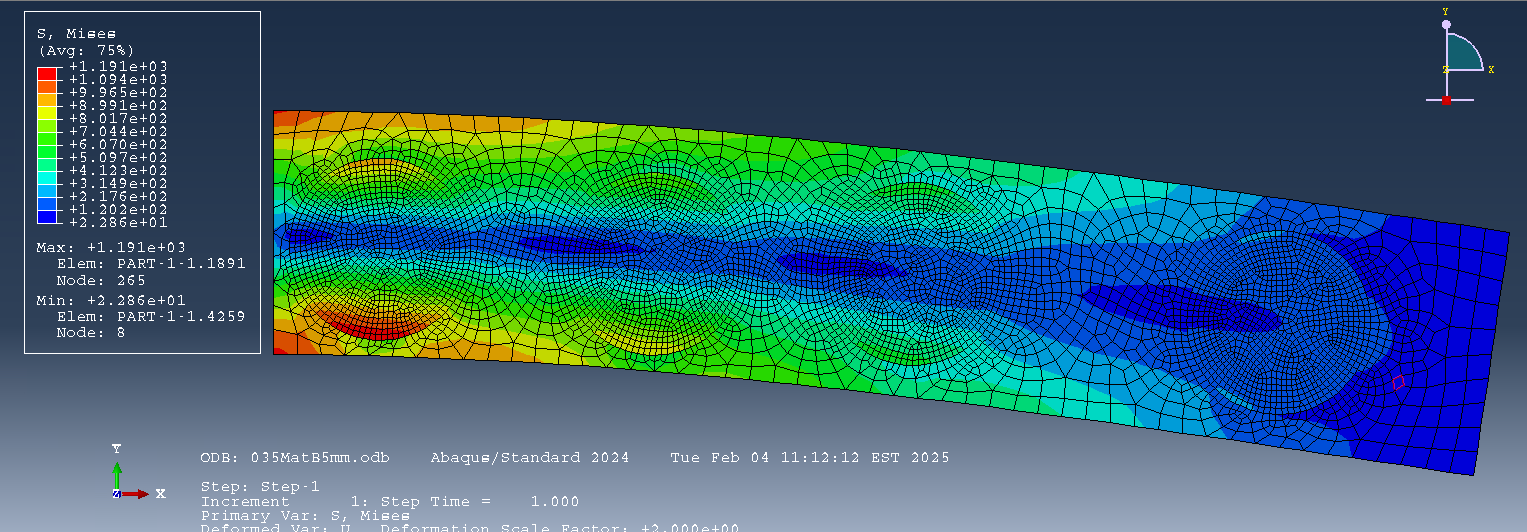 S, Mises
(Avg: 75%)
+1.191e+03
+1.094e+03
+9.965e+02
+8.991e+02
+8.017e+02
+7.044e+02
+6.070e+02
+5.097e+02
+4.123e+02
+3.149e+02
+2.176e+02
+1.202e+02
+2.286e+01
Max: +1.191e+03
Elem: PART-1-1.1891
Node: 265
Min: +2.286e+01
Elem: PART-1-1.4259
Node: 8
Y
Z X
Y
Z X
ODB: 035MatB5mm.odb Abaqus/Standard 2024 Tue Feb 04 11:12:12 EST 2025
Step: Step-1
Increment 1: Step Time = 1.000
Primary Var: S, Mises
Deformed Var: U Deformation Scale Factor: +2.000e+00